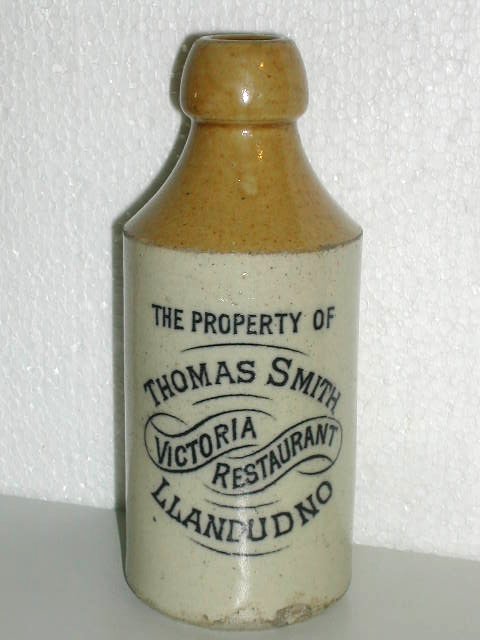 THE PROPERTY OF
THOMAS SMITH
VICTORIA
RESTAURANT
LLANDUDNO